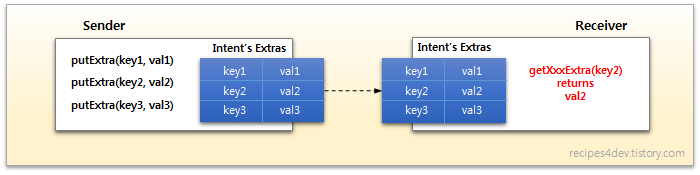 Sender
Receiver
Intent's Extras
putExtra(key1, val1)
putExtra(key2, val2)
putExtra(key3, val3)
key1 val1
key2 val2
key3 val3
Intent's Extras
key1 val1
key2 val2
key3 val3
getXxxExtra(key2)
returns
val2
recipes4dev.tistory.com